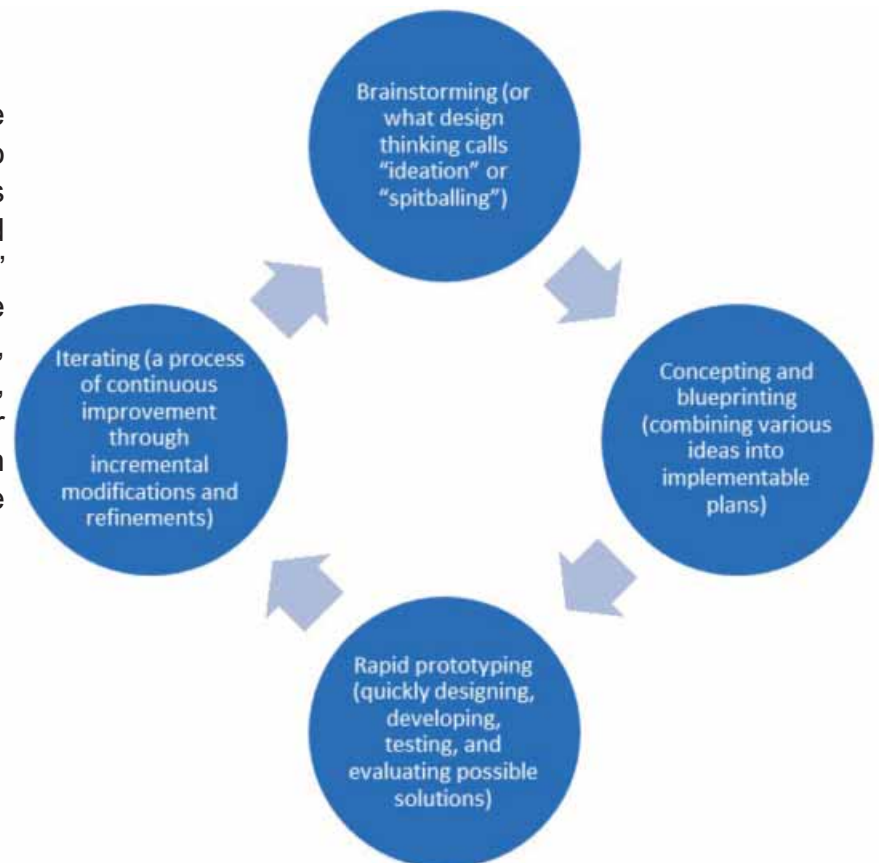 Brainstorming (or
what design
thinking calls
“ideation” or
“spitballing”)
Concepting and
blueprinting
(combining various
ideas into
implementable
plans)
Rapid prototyping
(quickly designing,
developing,
testing, and
evaluating possible
solutions)
Iterating (a process
of continuous
improvement
through
incremental
modifications and
refinements)